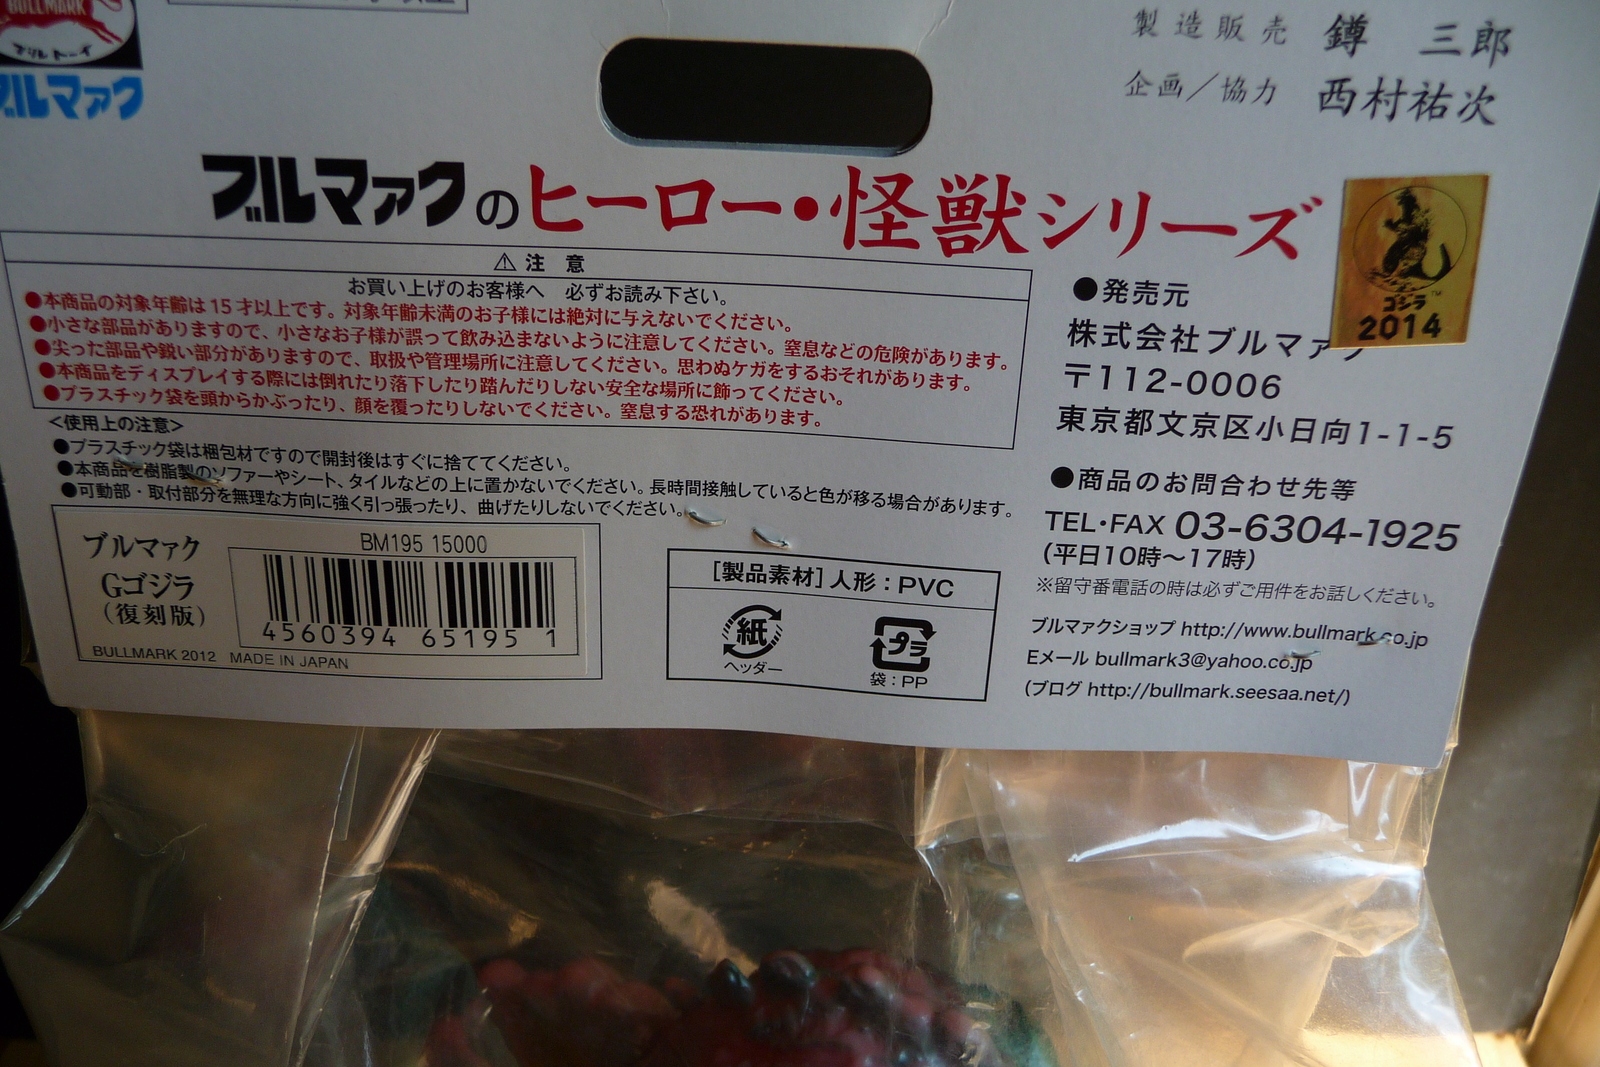 BULLMARK
ブルトーイ
ブルマァク
製造販売 鐏 三郎
企画／協力 西村祐次
ブルマァクのヒーロー・怪獣シリーズ
ゴジラ™
2014
⚠ 注 意
お買い上げのお客様へ 必ずお読み下さい。
●本商品の対象年齢は15才以上です。対象年齢未満のお子様には絶対に与えないでください。
●小さな部品がありますので、小さなお子様が誤って飲み込まないように注意してください。窒息などの危険があります。
●尖った部品や鋭い部分がありますので、取扱や管理場所に注意してください。思わぬケガをするおそれがあります。
●本商品をディスプレイする際には倒れたり落下したり踏んだりしない安全な場所に飾ってください。
●プラスチック袋を頭からかぶったり、顔を覆ったりしないでください。窒息する恐れがあります。
<使用上の注意>
●プラスチック袋は梱包材ですので開封後はすぐに捨ててください。
●本商品を樹脂製のソファーやシート、タイルなどの上に置かないでください。長時間接触していると色が移る場合があります。
●可動部・取付部分を無理な方向に強く引っ張ったり、曲げたりしないでください。
ブルマァク
Gゴジラ
（復刻版）
BM195 15000
4560394 65195 1
BULLMARK 2012 MADE IN JAPAN
［製品素材］人形：PVC
紙
ヘッダー
プラ
袋：PP
●発売元
株式会社ブルマァク
〒112-0006
東京都文京区小日向1-1-5
●商品のお問合わせ先等
TEL・FAX 03-6304-1925
（平日10時〜17時）
※留守番電話の時は必ずご用件をお話しください。
ブルマァクショップ http://www.bullmark.co.jp
Eメール bullmark3@yahoo.co.jp
(ブログ http://bullmark.seesaa.net/)